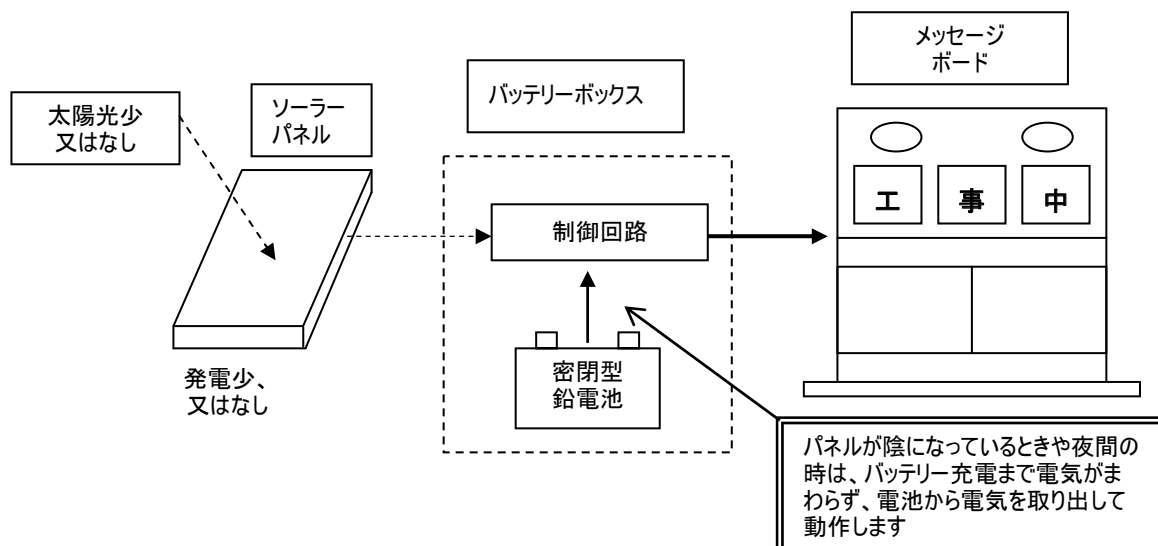 メッセージ
ボード
バッテリーボックス
ソーラー
パネル
太陽光少
又はなし
工 事 中
制御回路
密閉型
鉛電池
発電少、
又はなし
パネルが陰になっているときや夜間の
時は、バッテリー充電まで電気がま
わらず、電池から電気を取り出して
動作します